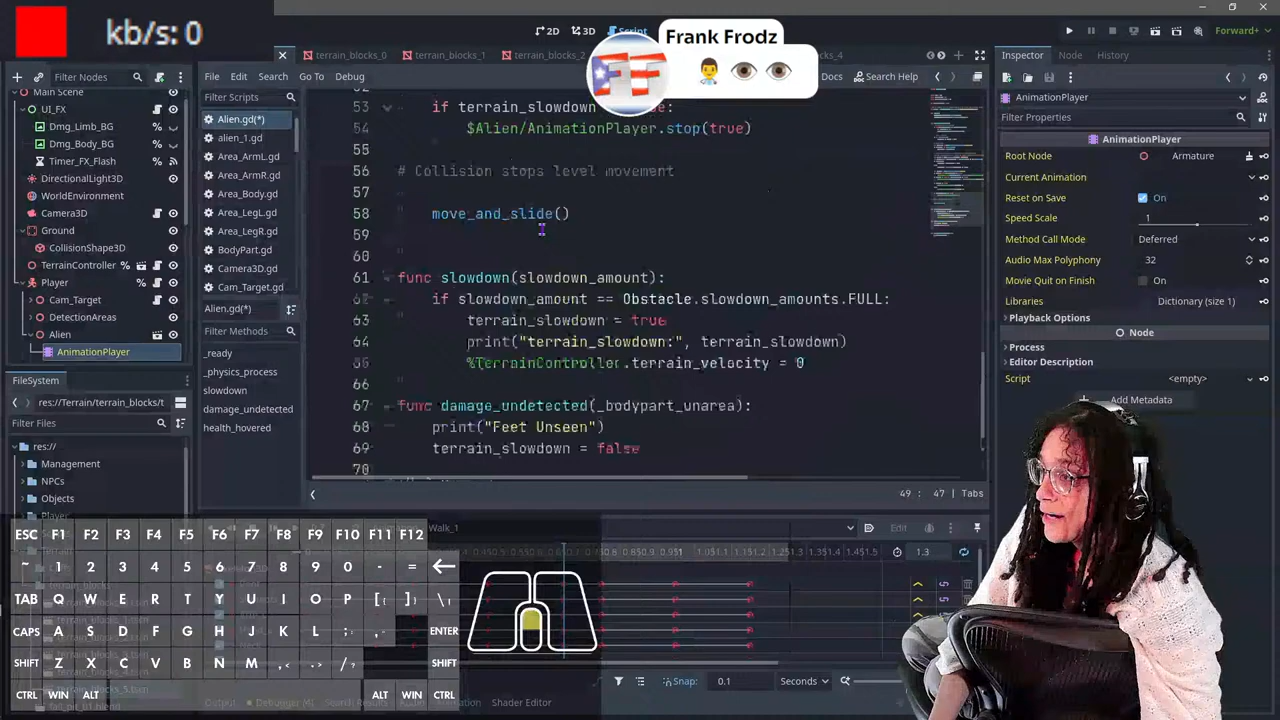 kb/s: 0
Frank Frodz
2D
3D
Script
Forward+
terrain_blocks_0
terrain_blocks_1
terrain_blocks_2
Inspector
Node
History
Filter Nodes
File
Edit
Search
Go To
Debug
Docs
Search Help
Main Scene
UI_FX
Dmg_Limb_BG
Dmg_Body_BG
Timer_FX_Flash
DirectionalLight3D
WorldEnvironment
Camera3D
Ground
CollisionShape3D
TerrainController
Player
Cam_Target
DetectionAreas
Alien
AnimationPlayer
Filter Scripts
Alien.gd(*)
alien_1.gd
Area_ArmL.gd
Area_ArmR.gd
Area_Body.gd
Area_LegL.gd
Area_LegR.gd
BodyPart.gd
Camera3D.gd
Cam_Target.gd
Alien.gd(*)
Filter Methods
_ready
_physics_process
slowdown
damage_undetected
health_hovered
53 if terrain_slowdown
54 $Alien/AnimationPlayer.stop(true)
55
56 # Collision stops level movement
57
58 move_and_slide()
59
60
61 func slowdown(slowdown_amount):
62 if slowdown_amount == Obstacle.slowdown_amounts.FULL:
63 terrain_slowdown = true
64 print("terrain_slowdown:", terrain_slowdown)
65 %TerrainController.terrain_velocity = 0
66
67 func damage_undetected(_bodypart_unarea):
68 print("Feet Unseen")
69 terrain_slowdown = false
70
49 : 47 | Tabs
AnimationPlayer
Filter Properties
AnimationPlayer
Root Node
Armature
Current Animation
Reset on Save
On
Speed Scale
1
Method Call Mode
Deferred
Audio Max Polyphony
32
Movie Quit on Finish
On
Libraries
Dictionary (size 1)
Playback Options
Node
Process
Editor Description
Script
<empty>
Add Metadata
FileSystem
res://Terrain/terrain_blocks/t
Filter Files
res://
Management
NPCs
Objects
Walk_1
Edit
1.3
ESC F1 F2 F3 F4 F5 F6 F7 F8 F9 F10 F11 F12
~ 1 2 3 4 5 6 7 8 9 0 - =
TAB Q W E R T Y U I O P [ ] \
CAPS A S D F G H J K L ; ENTER
SHIFT Z X C V B N M , . / SHIFT
CTRL WIN ALT ALT WIN CTRL
Snap:
0.1
Seconds
Shader Editor